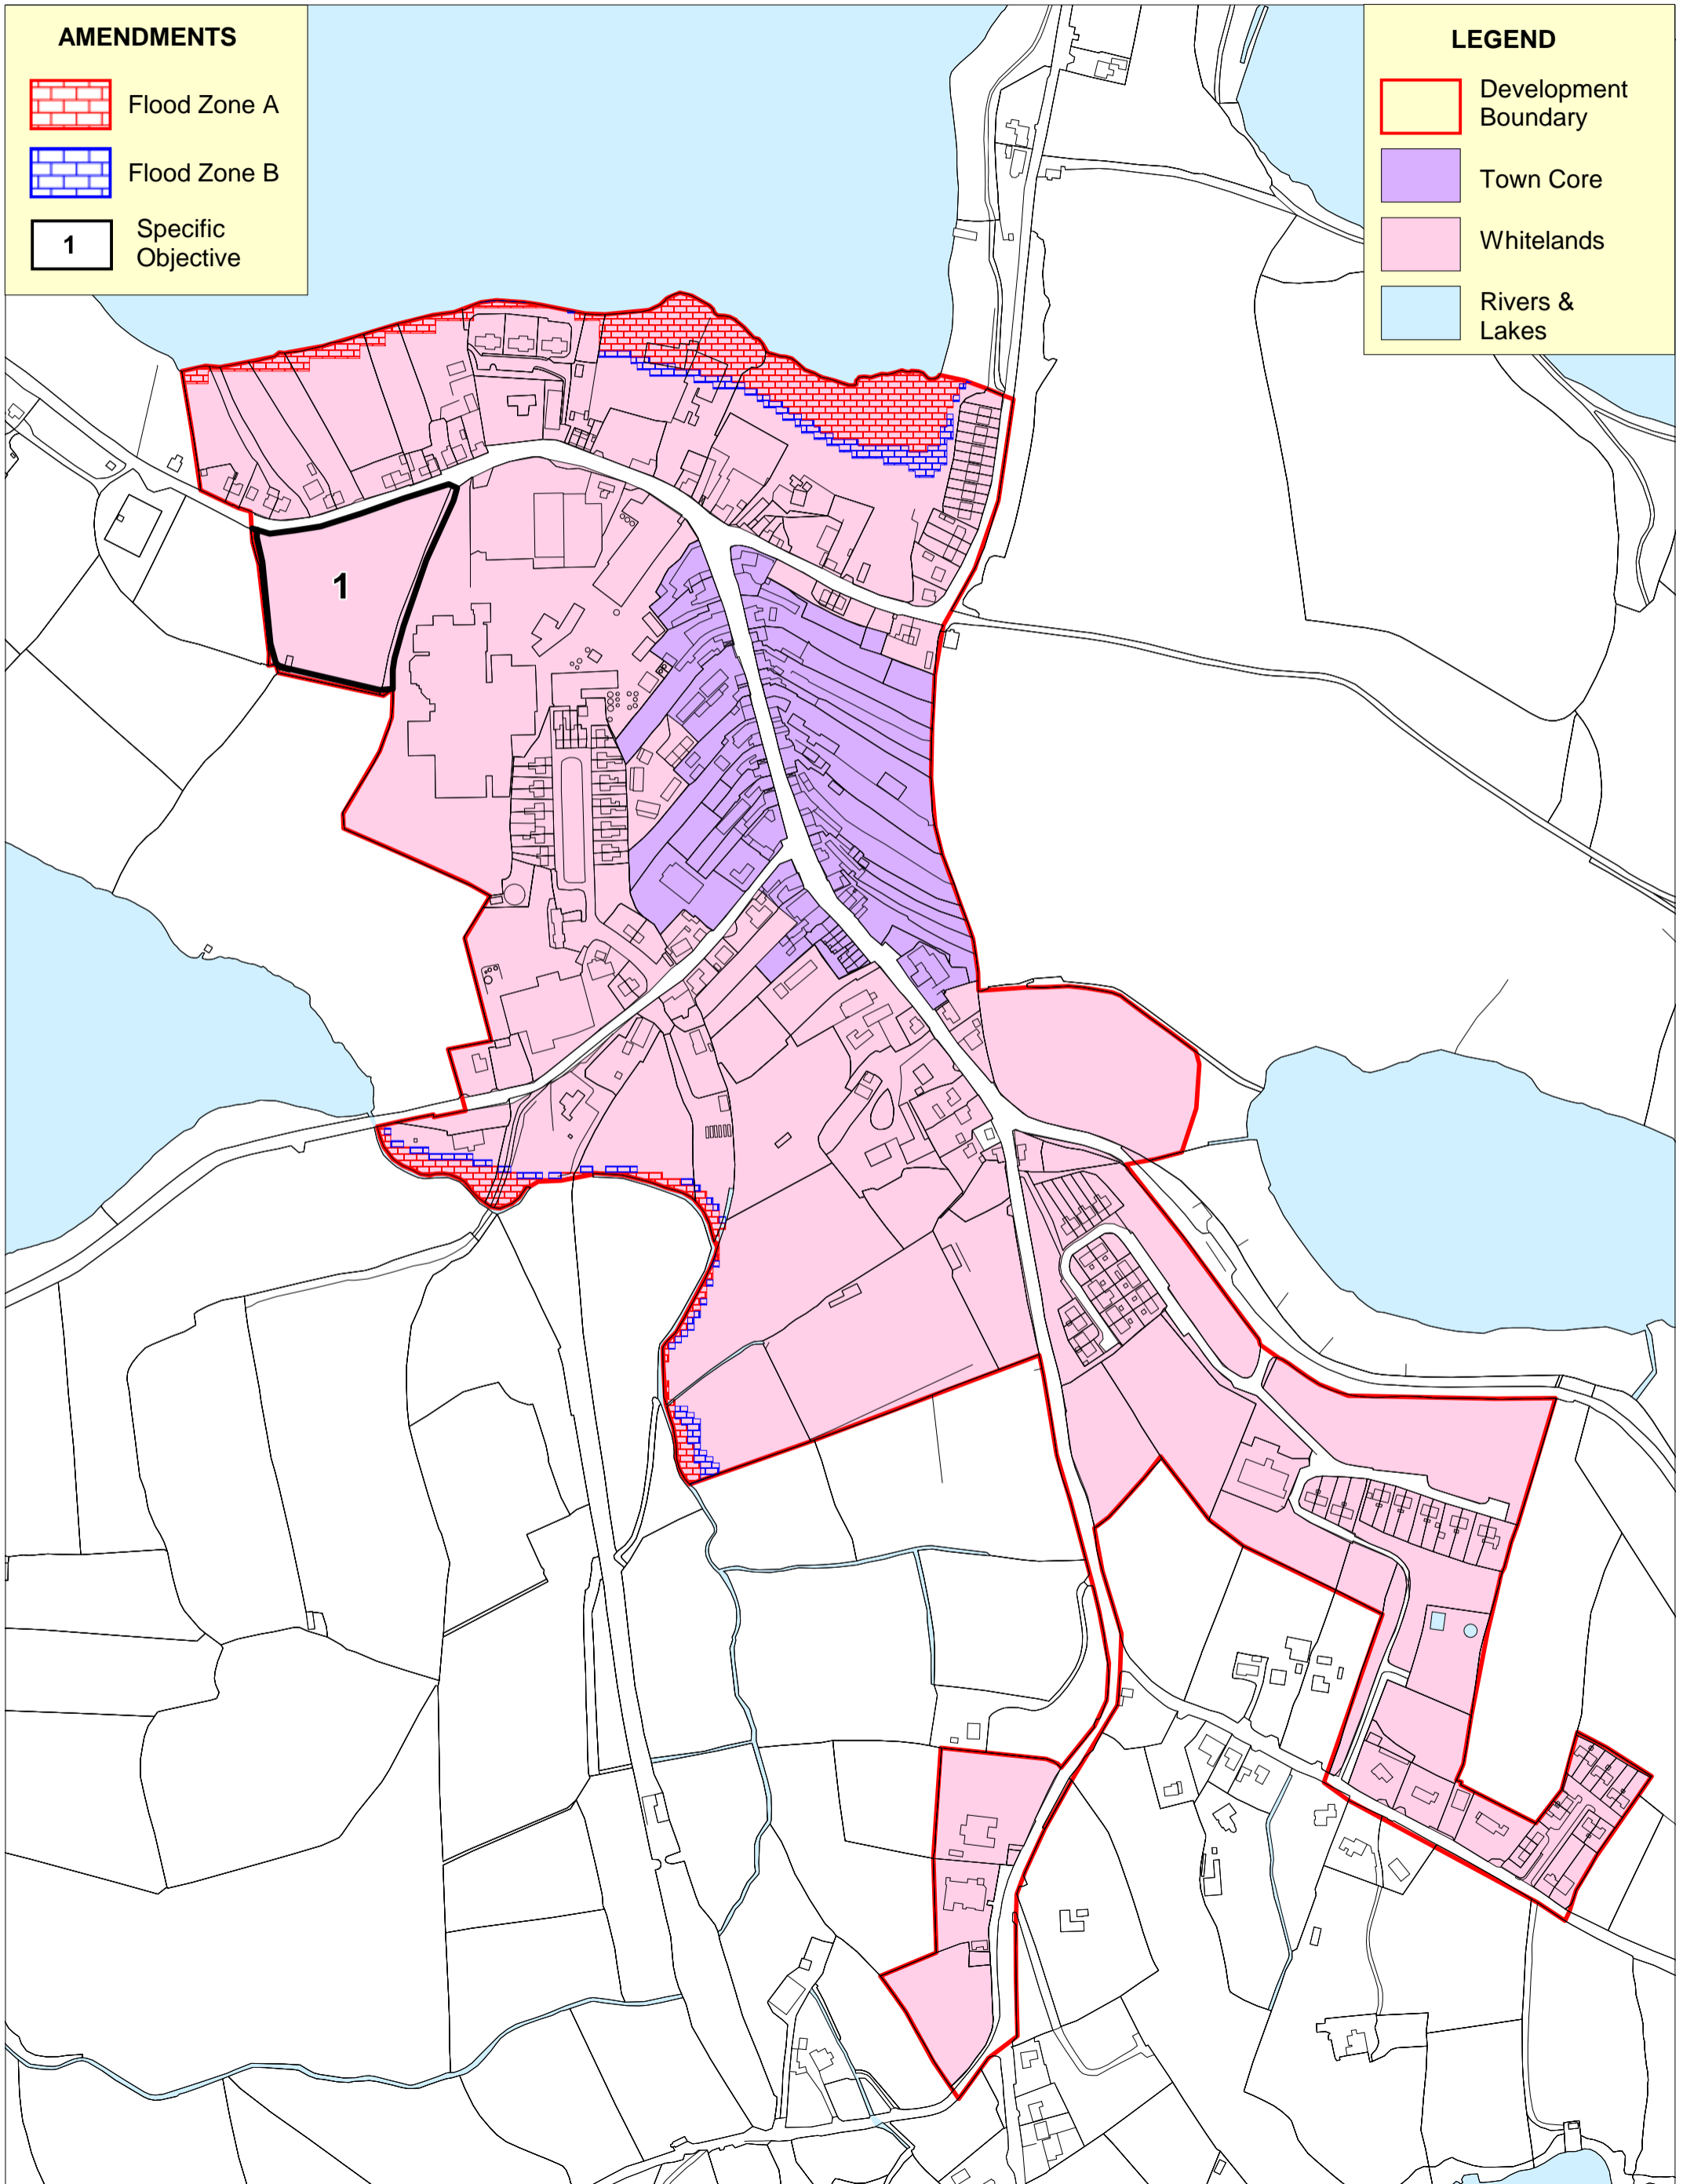 AMENDMENTS
Flood Zone A
Flood Zone B
1
Specific
Objective
LEGEND
Development
Boundary
Town Core
Whitelands
Rivers &
Lakes
1